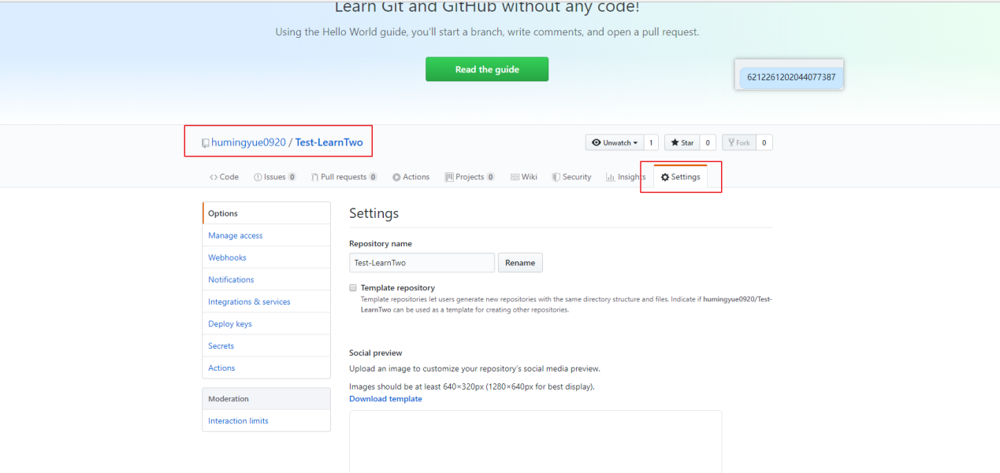 Learn Git and GitHub without any code!
Using the Hello World guide, you'll start a branch, write comments, and open a pull request.
Read the guide
6212261202044077387
humingyue0920 / Test-LearnTwo
Unwatch 1 Star 0 Fork 0
Code Issues 0 Pull requests 0 Actions Projects 0 Wiki Security Insights Settings
Options
Manage access
Webhooks
Notifications
Integrations & services
Deploy keys
Secrets
Actions
Moderation
Interaction limits
Settings
Repository name
Test-LearnTwo Rename
Template repository
Template repositories let users generate new repositories with the same directory structure and files. Indicate if humingyue0920/Test-
LearnTwo can be used as a template for creating other repositories.
Social preview
Upload an image to customize your repository's social media preview.
Images should be at least 640×320px (1280×640px for best display).
Download template